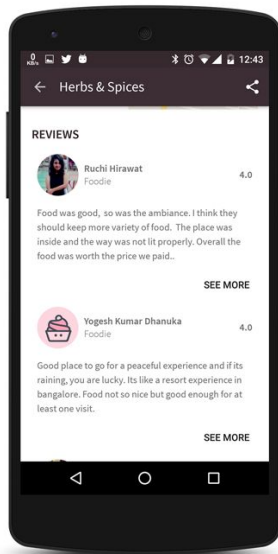 0
KB/s
12:43
Herbs & Spices
REVIEWS
Ruchi Hirawat
Foodie
4.0
Food was good, so was the ambiance. I think they
should keep more variety of food. The place was
inside and the way was not lit properly. Overall the
food was worth the price we paid..
SEE MORE
Yogesh Kumar Dhanuka
Foodie
4.0
Good place to go for a peaceful experience and if its
raining, you are lucky. Its like a resort experience in
bangalore. Food not so nice but good enough for at
least one visit.
SEE MORE